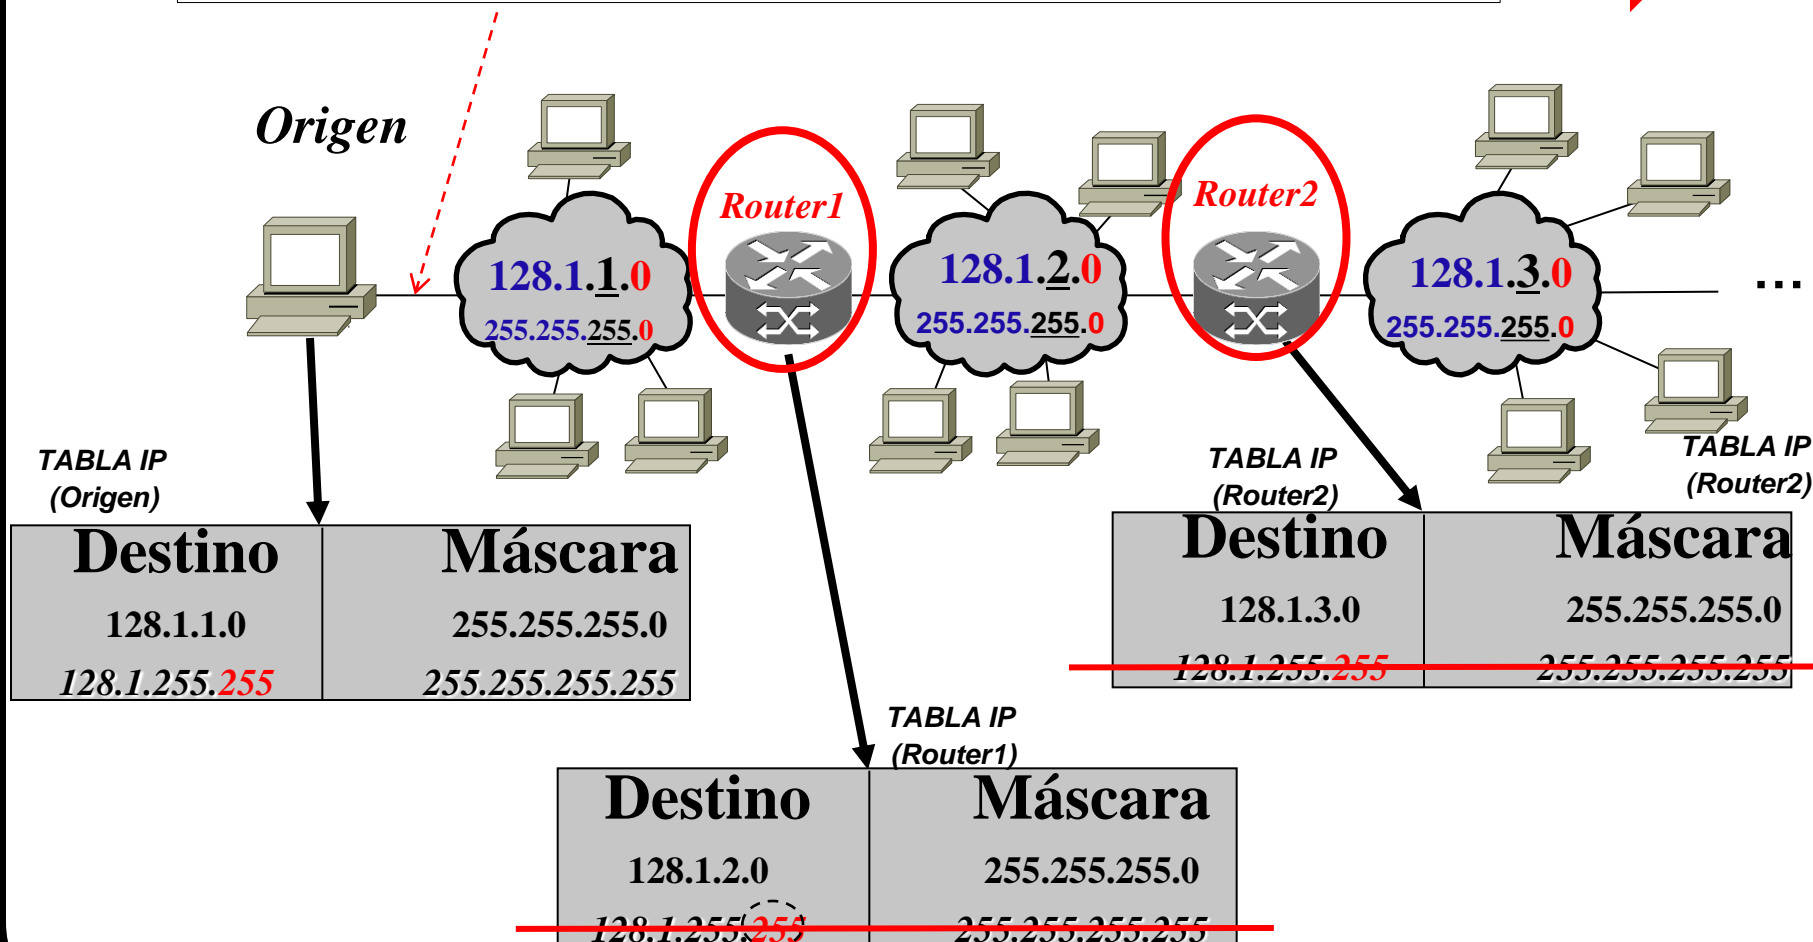 Origen
Router1
Router2
128.1.1.0
255.255.255.0
128.1.2.0
255.255.255.0
128.1.3.0
255.255.255.0
...
TABLA IP
(Origen)
Destino Máscara
128.1.1.0 255.255.255.0
128.1.255.255 255.255.255.255
TABLA IP
(Router2)
TABLA IP
(Router2)
Destino Máscara
128.1.3.0 255.255.255.0
128.1.255.255 255.255.255.255
TABLA IP
(Router1)
Destino Máscara
128.1.2.0 255.255.255.0
128.1.255.255 255.255.255.255